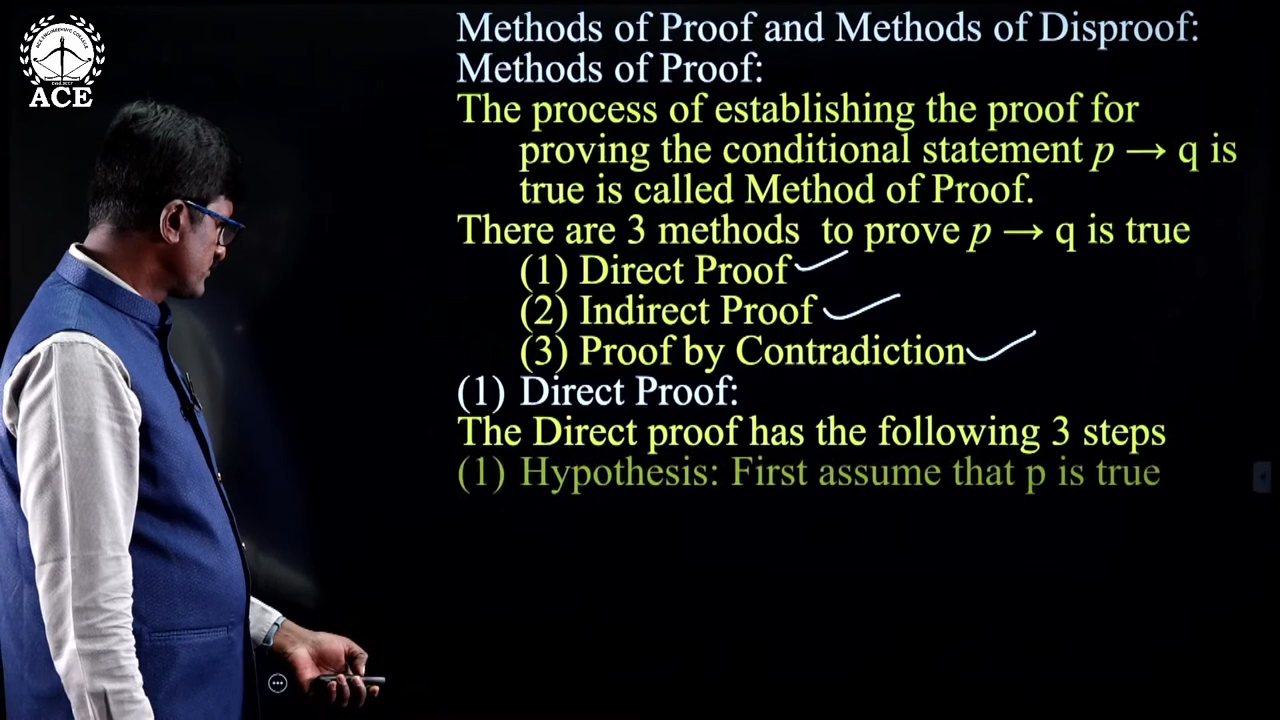 ACE ENGINEERING COLLEGE
ACE
Methods of Proof and Methods of Disproof:
Methods of Proof:
The process of establishing the proof for
proving the conditional statement p → q is
true is called Method of Proof.
There are 3 methods to prove p → q is true
(1) Direct Proof
(2) Indirect Proof
(3) Proof by Contradiction
(1) Direct Proof:
The Direct proof has the following 3 steps
(1) Hypothesis: First assume that p is true